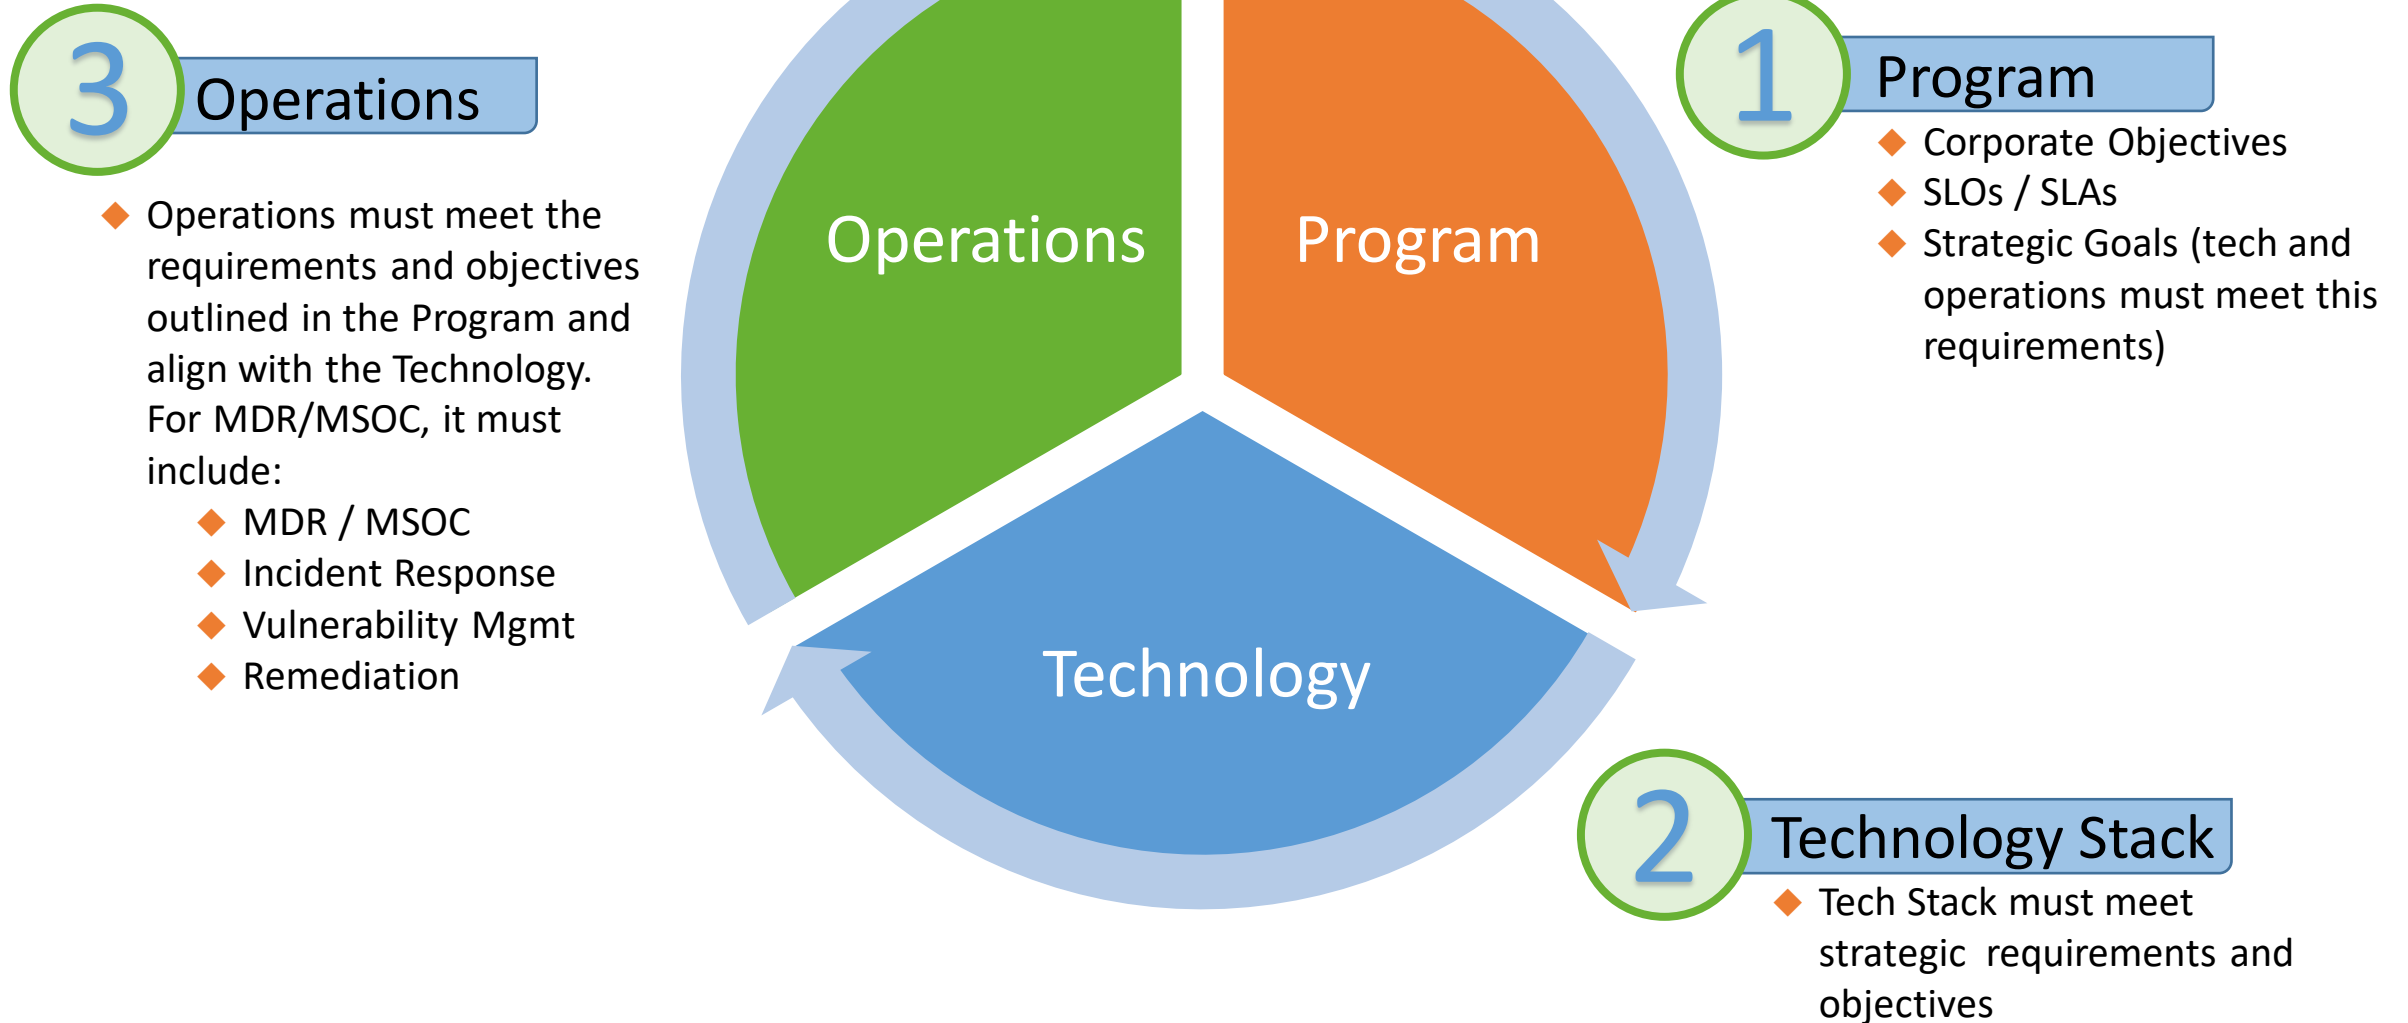 3
Operations
Operations must meet the
requirements and objectives
outlined in the Program and
align with the Technology.
For MDR/MSOC, it must
include:
MDR / MSOC
Incident Response
Vulnerability Mgmt
Remediation
Operations
Program
Technology
1
Program
Corporate Objectives
SLOs / SLAs
Strategic Goals (tech and
operations must meet this
requirements)
2
Technology Stack
Tech Stack must meet
strategic requirements and
objectives